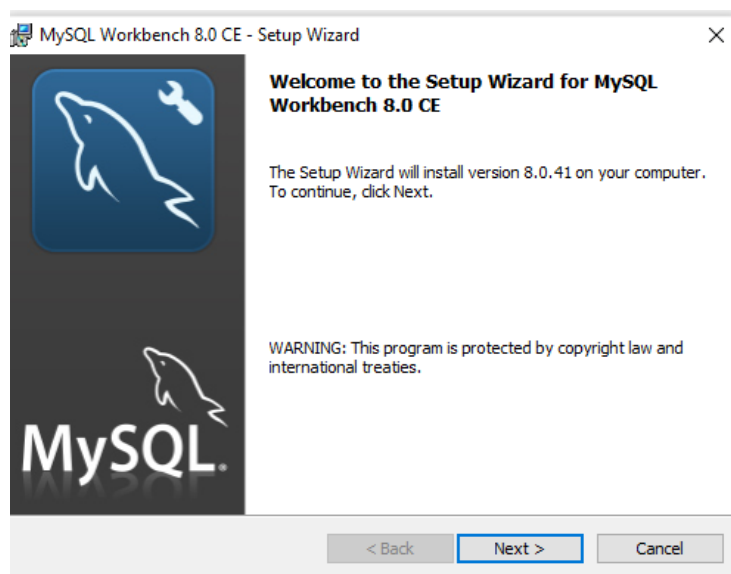 MySQL Workbench 8.0 CE - Setup Wizard
Welcome to the Setup Wizard for MySQL
Workbench 8.0 CE
The Setup Wizard will install version 8.0.41 on your computer.
To continue, click Next.
WARNING: This program is protected by copyright law and
international treaties.
MySQL.
< Back
Next >
Cancel